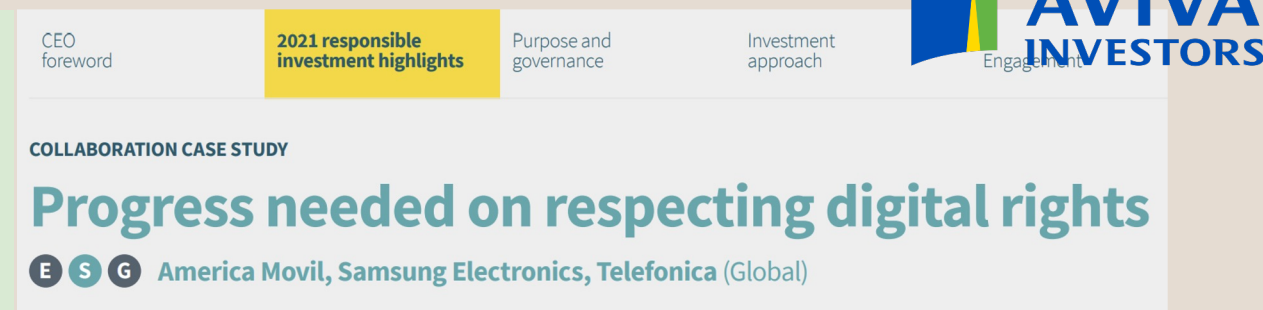 CEO
foreword
2021 responsible
investment highlights
Purpose and
governance
Investment
approach
Engagement
AVIVA
INVESTORS
COLLABORATION CASE STUDY
Progress needed on respecting digital rights
E S G America Movil, Samsung Electronics, Telefonica (Global)